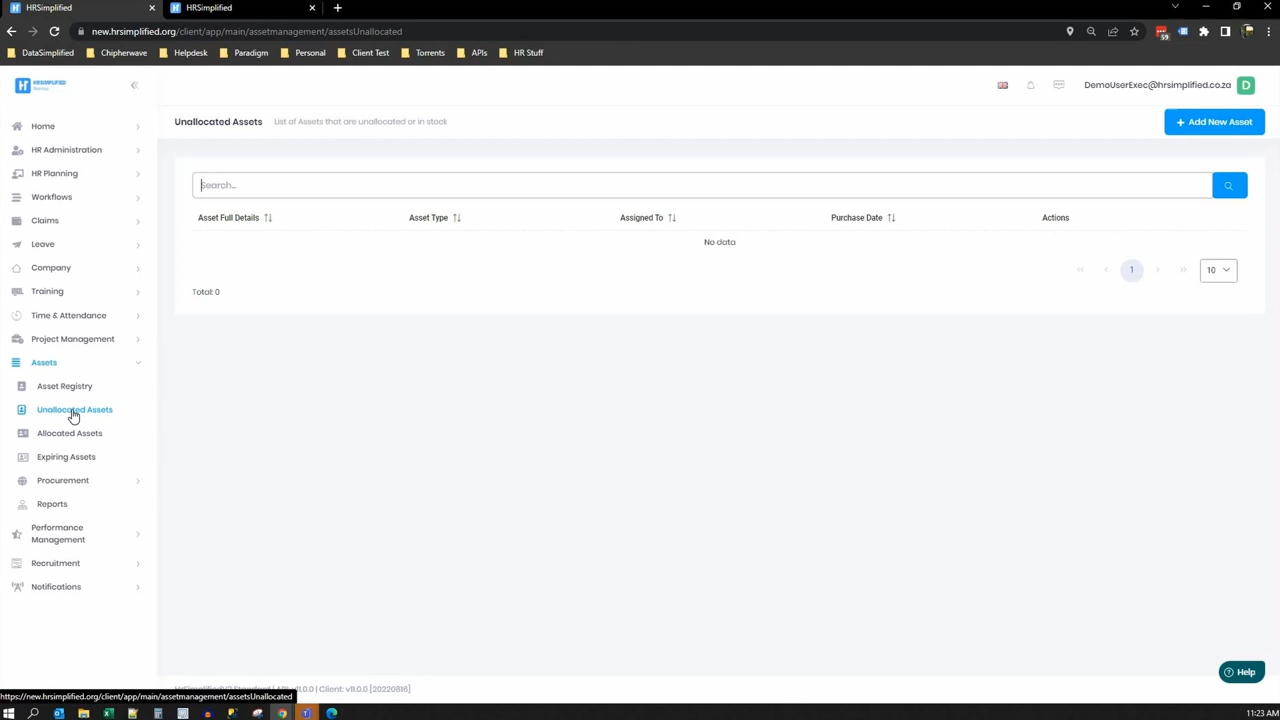 HRSimplified
HRSimplified
new.hrsimplified.org/client/app/main/assetmanagement/assetsUnallocated
59
DataSimplified
Chipherwave
Helpdesk
Paradigm
Personal
Client Test
Torrents
APIs
HR Stuff
HRSIMPLIFIED
DemoUserExec@hrsimplified.co.za
D
Home
HR Administration
HR Planning
Workflows
Claims
Leave
Company
Training
Time & Attendance
Project Management
Assets
Asset Registry
Unallocated Assets
Allocated Assets
Expiring Assets
Procurement
Reports
Performance
Management
Recruitment
Notifications
Unallocated Assets
List of Assets that are unallocated or in stock
+ Add New Asset
Search...
Asset Full Details
Asset Type
Assigned To
Purchase Date
Actions
No data
1
10
Total: 0
Help
| Client: v11.0.0 [20220816]
https://new.hrsimplified.org/client/app/main/assetmanagement/assetsUnallocated
11:23 AM